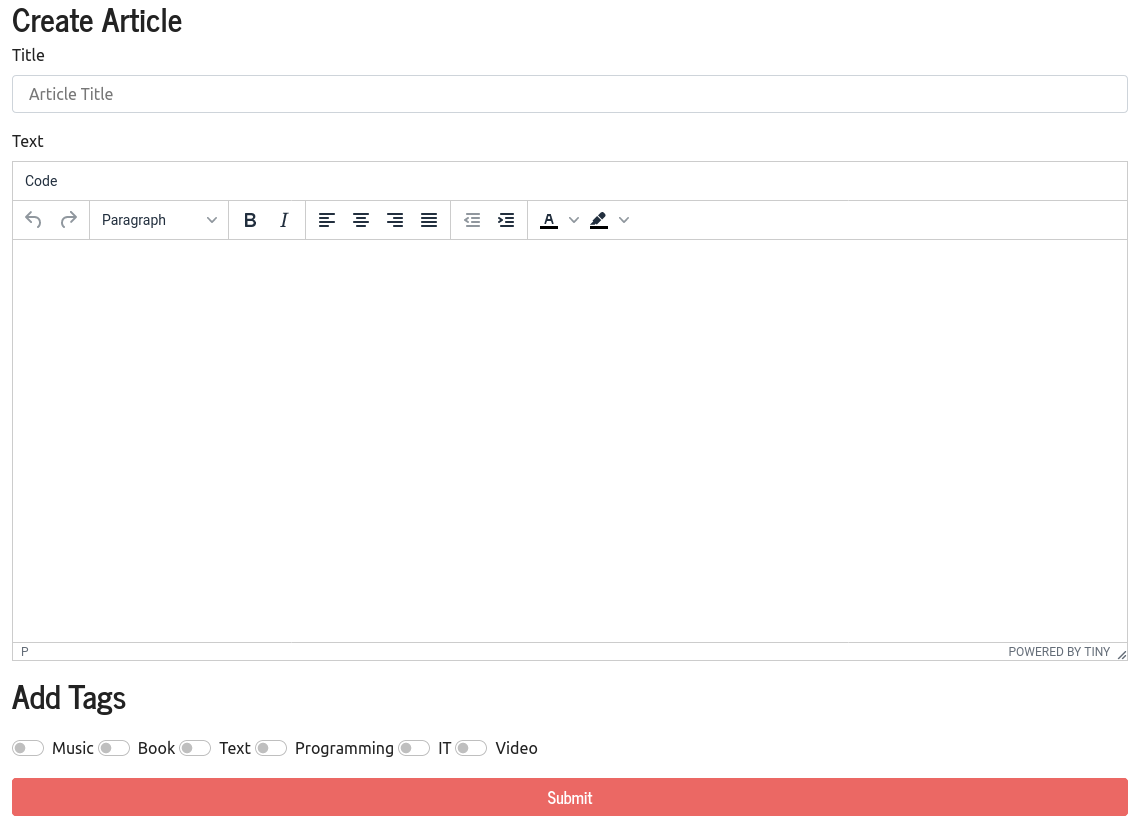 Create Article
Title
Article Title
Text
Code
Paragraph B I A
P POWERED BY TINY
Add Tags
Music Book Text Programming IT Video
Submit